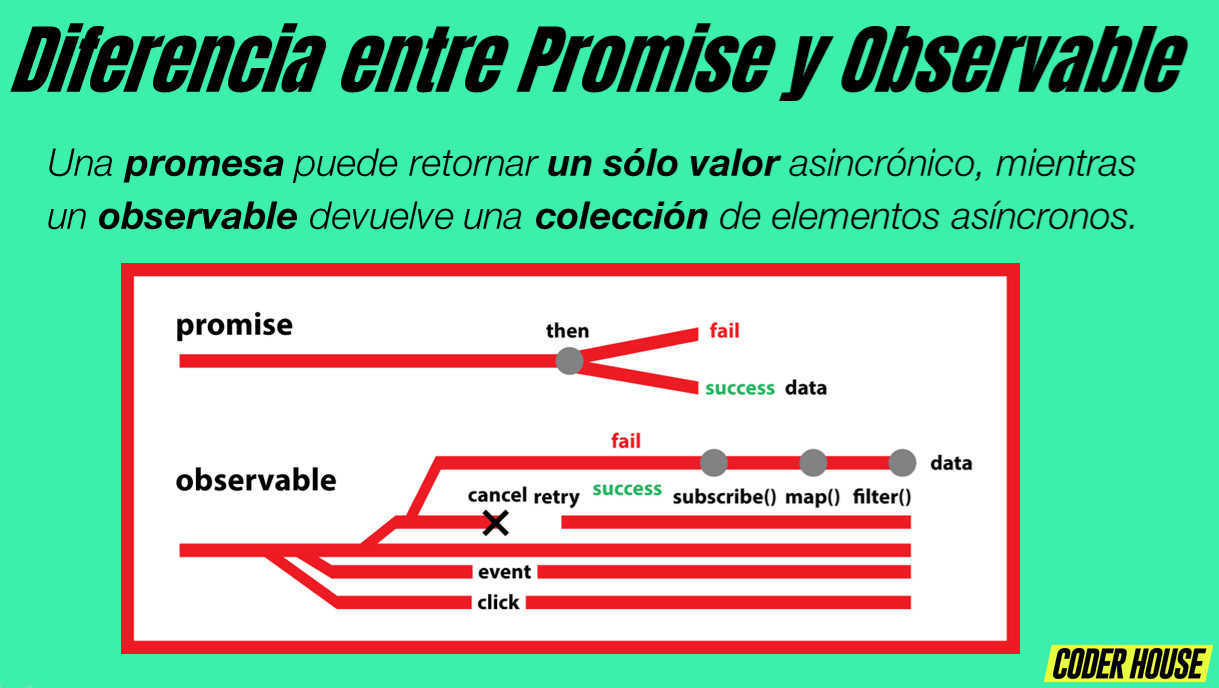 Diferencia entre Promise y Observable
Una promesa puede retornar un sólo valor asincrónico, mientras
un observable devuelve una colección de elementos asíncronos.
promise
then
fail
success data
observable
fail
data
cancel retry success subscribe() map() filter()
event
click
CODER HOUSE